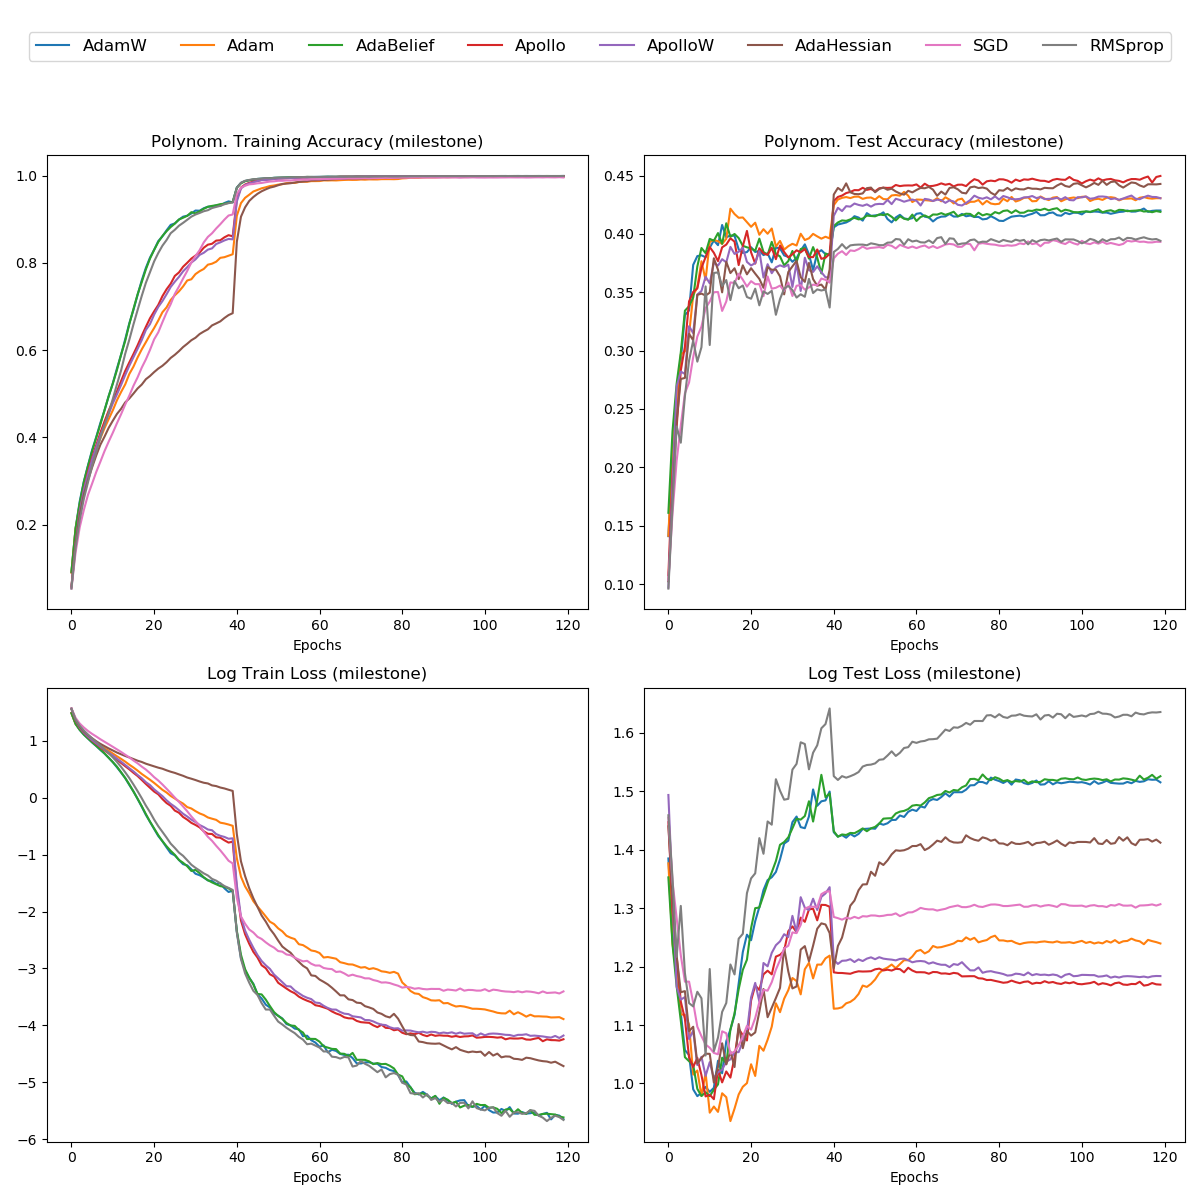 AdamW Adam AdaBelief Apollo ApolloW AdaHessian SGD RMSprop
Polynom. Training Accuracy (milestone)
1.0
0.8
0.6
0.4
0.2
0 20 40 60 80 100 120
Epochs
Polynom. Test Accuracy (milestone)
0.45
0.40
0.35
0.30
0.25
0.20
0.15
0.10
0 20 40 60 80 100 120
Epochs
Log Train Loss (milestone)
1
0
−1
−2
−3
−4
−5
−6
0 20 40 60 80 100 120
Epochs
Log Test Loss (milestone)
1.6
1.5
1.4
1.3
1.2
1.1
1.0
0 20 40 60 80 100 120
Epochs